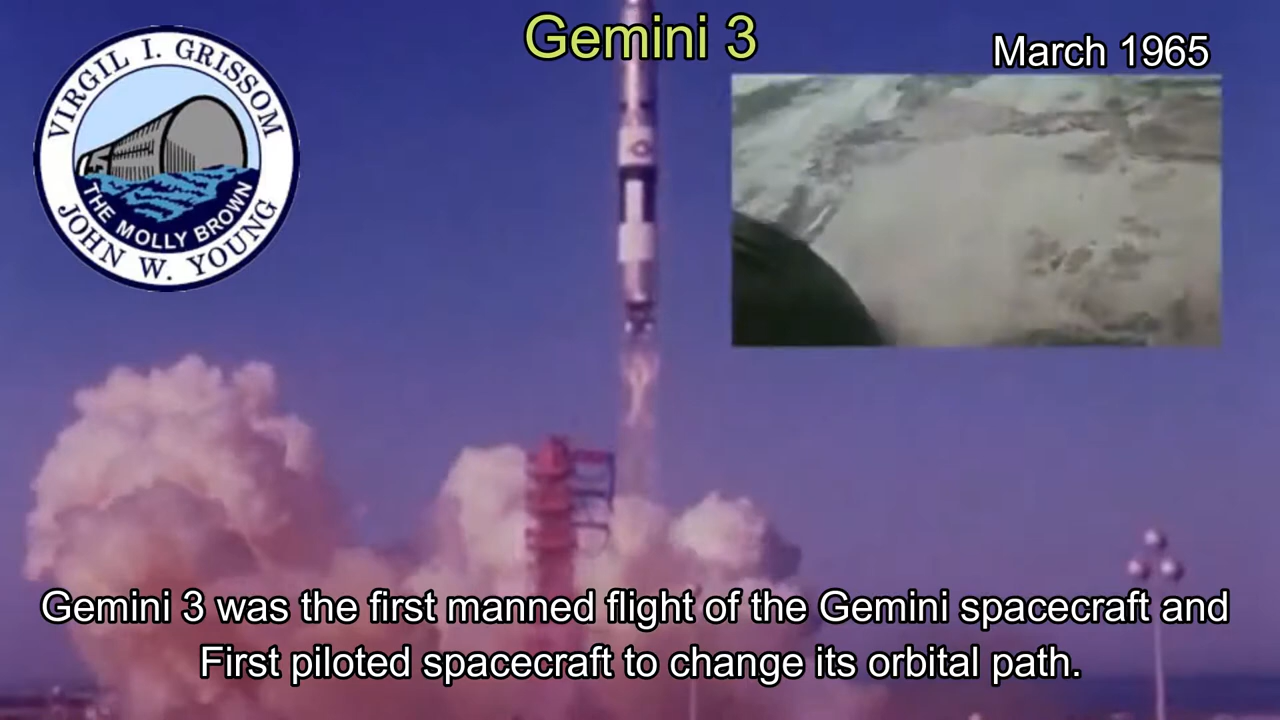 Gemini 3
March 1965
VIRGIL I. GRISSOM
THE MOLLY BROWN
JOHN W. YOUNG
Gemini 3 was the first manned flight of the Gemini spacecraft and
First piloted spacecraft to change its orbital path.